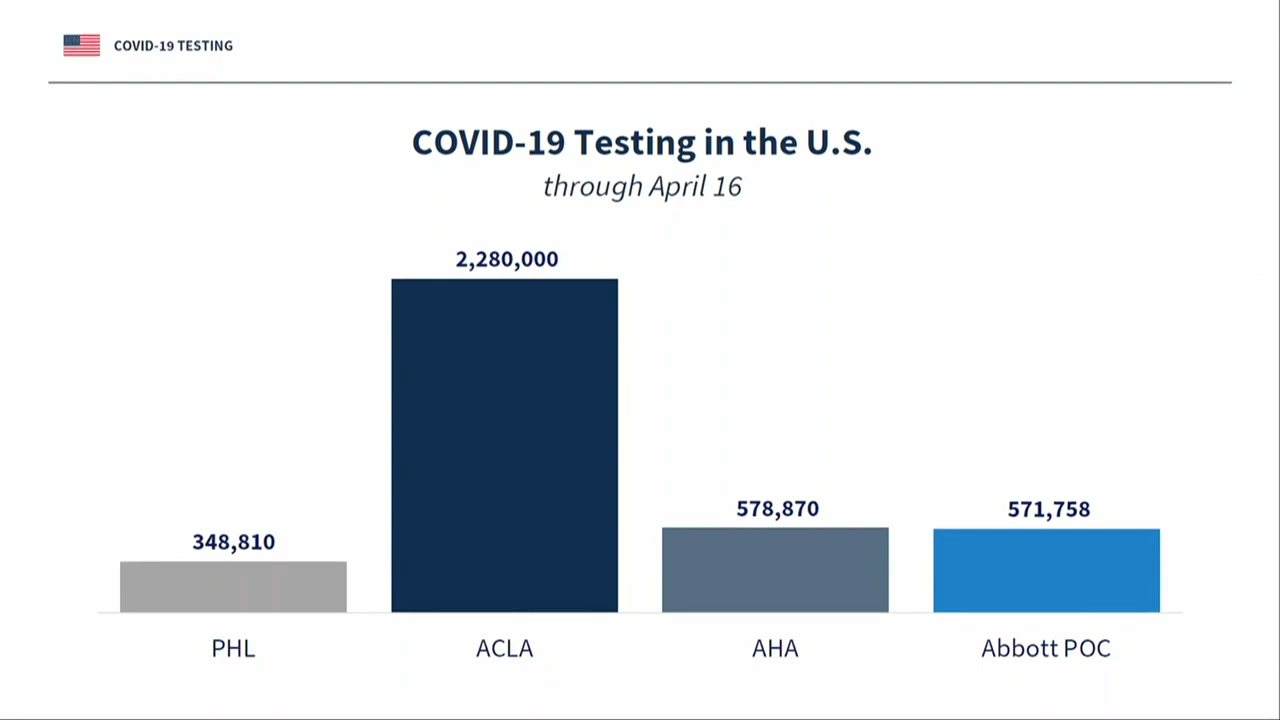 COVID-19 TESTING
COVID-19 Testing in the U.S.
through April 16
2,280,000
578,870
571,758
348,810
PHL
ACLA
AHA
Abbott POC